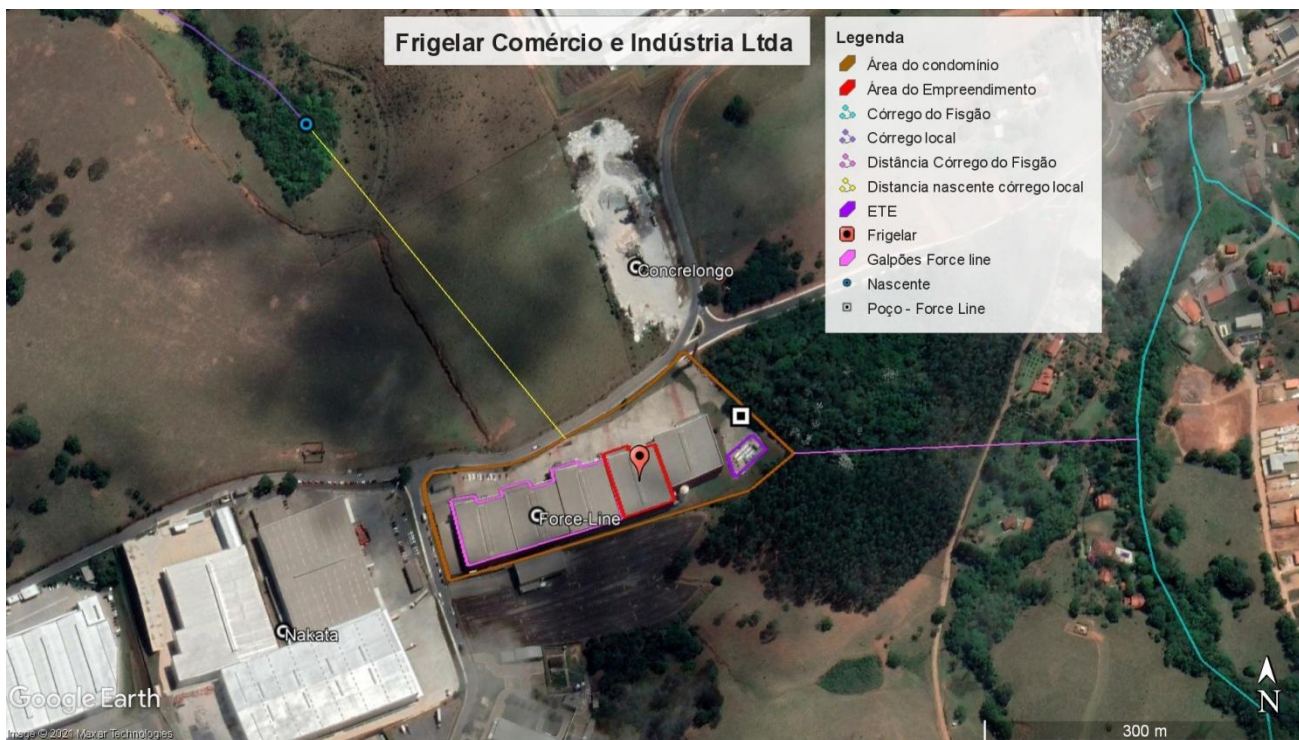 Frigelar Comércio e Indústria Ltda
Legenda
Área do condomínio
Área do Empreendimento
Córrego do Fisgão
Córrego local
Distância Córrego do Fisgão
Distancia nascente córrego local
ETE
Frigelar
Galpões Force line
Nascente
Poço - Force Line
Concrelongo
Force-Line
Nakata
Google Earth
Image © 2021 Maxar Technologies
300 m
N